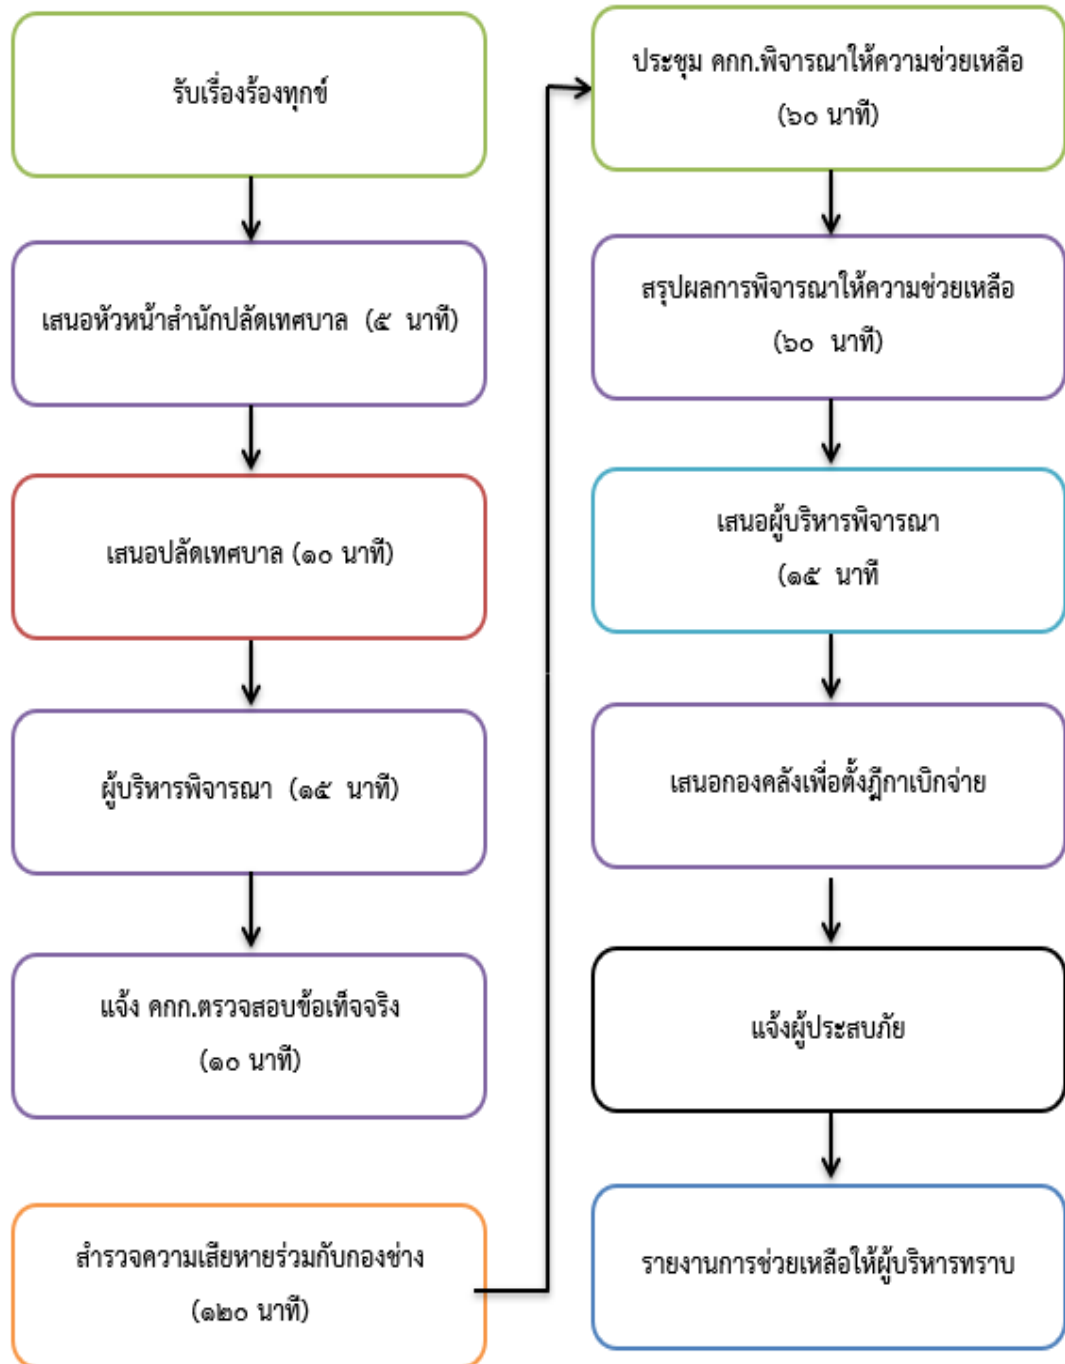 รับเรื่องร้องทุกข์
เสนอหัวหน้าสำนักปลัดเทศบาล (๕ นาที)
เสนอปลัดเทศบาล (๑๐ นาที)
ผู้บริหารพิจารณา (๑๕ นาที)
แจ้ง คกก.ตรวจสอบข้อเท็จจริง
(๑๐ นาที)
สำรวจความเสียหายร่วมกับกองช่าง
(๑๒๐ นาที)
ประชุม คกก.พิจารณาให้ความช่วยเหลือ
(๖๐ นาที)
สรุปผลการพิจารณาให้ความช่วยเหลือ
(๖๐ นาที)
เสนอผู้บริหารพิจารณา
(๑๕ นาที
เสนอกองคลังเพื่อตั้งฎีกาเบิกจ่าย
แจ้งผู้ประสบภัย
รายงานการช่วยเหลือให้ผู้บริหารทราบ